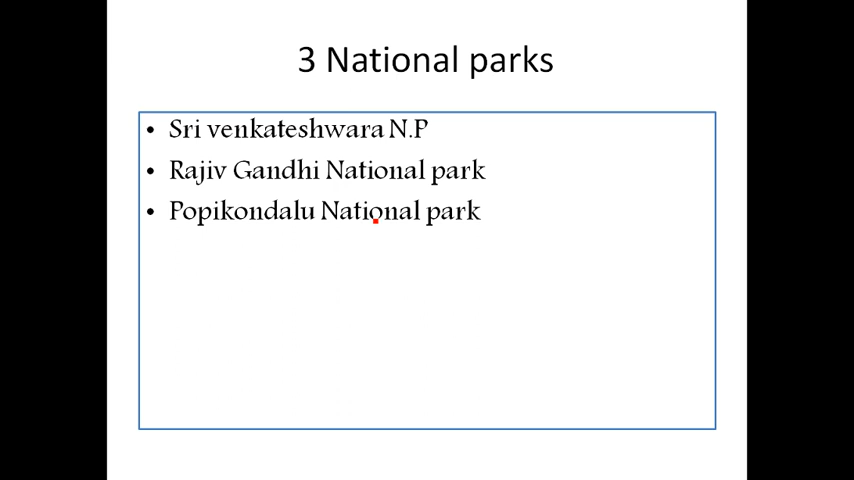 3 National parks
• Sri venkateshwara N.P
• Rajiv Gandhi National park
• Popikondalu National park